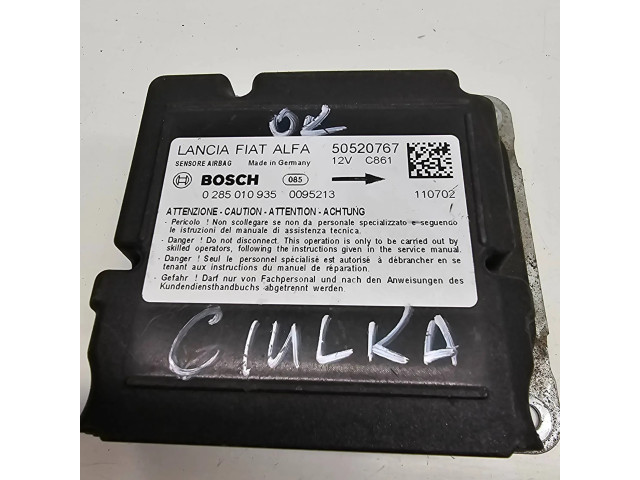 OK
LANCIA FIAT ALFA 50520767
SENSORE AIRBAG Made in Germany 12V C861
BOSCH 085
0 285 010 935 0095213 110702
ATTENZIONE - CAUTION - ATTENTION - ACHTUNG
- Pericolo ! Non scollegare se non da personale specializzato e seguendo
le istruzioni del manuale di assistenza tecnica.
- Danger ! Do not disconnect. This operation is only to be carried out by
skilled operators, following the instructions given in the service manual.
- Danger ! Seul le personnel spécialisé est autorisé à débrancher en se
tenant aux instructions du manuel de réparation.
- Gefahr ! Darf nur von Fachpersonal und nach den Anweisungen des
Kundendiensthandbuchs abgetrennt werden.
GIULKA